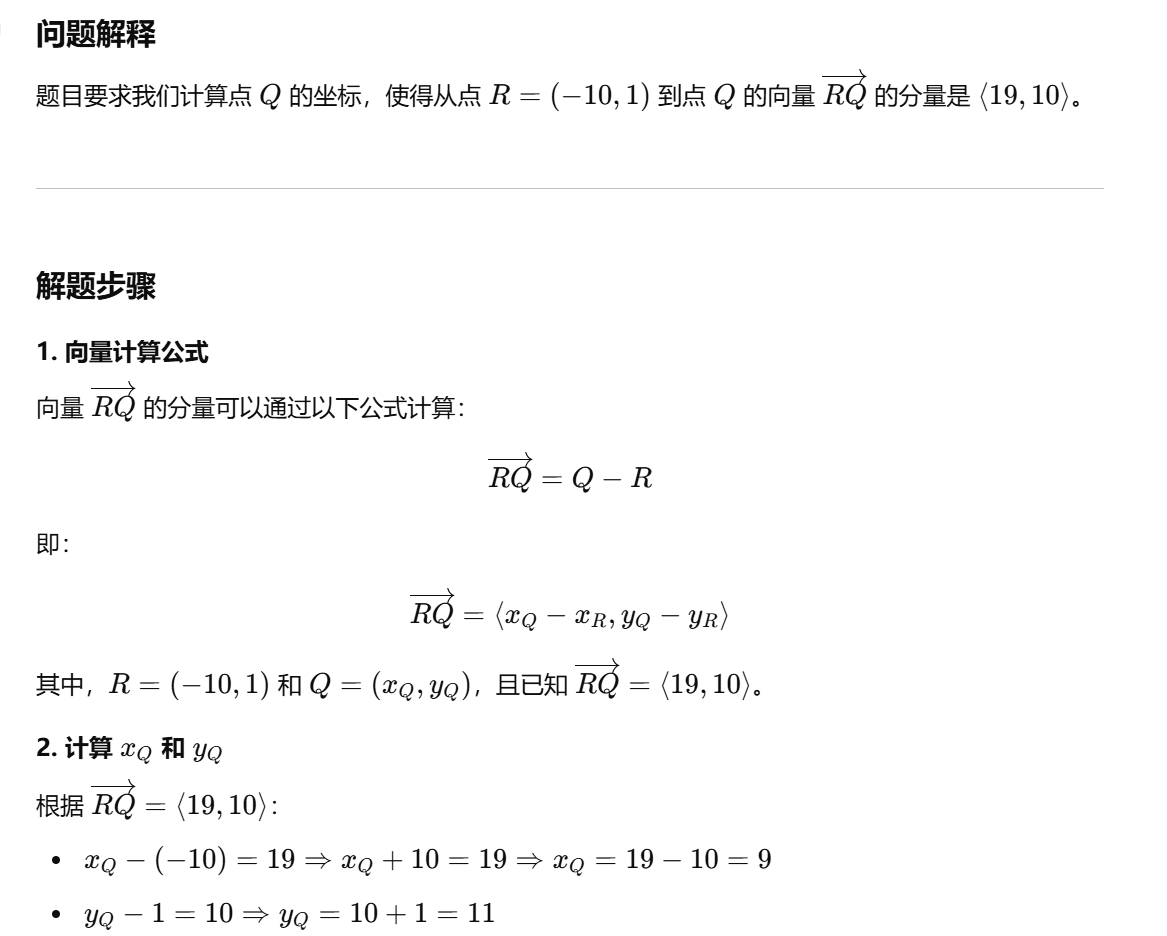 问题解释
题目要求我们计算点 Q 的坐标，使得从点 R = (−10, 1) 到点 Q 的向量 $\overrightarrow{RQ}$ 的分量是 ⟨19, 10⟩。
解题步骤
1. 向量计算公式
向量 $\overrightarrow{RQ}$ 的分量可以通过以下公式计算：
$\overrightarrow{RQ} = Q - R$
即：
$\overrightarrow{RQ} = \langle x_Q - x_R, y_Q - y_R \rangle$
其中，R = (−10, 1) 和 $Q = (x_Q, y_Q)$，且已知 $\overrightarrow{RQ} = \langle 19, 10 \rangle$。
2. 计算 $x_Q$ 和 $y_Q$
根据 $\overrightarrow{RQ} = \langle 19, 10 \rangle$：
• $x_Q - (-10) = 19 \Rightarrow x_Q + 10 = 19 \Rightarrow x_Q = 19 - 10 = 9$
• $y_Q - 1 = 10 \Rightarrow y_Q = 10 + 1 = 11$